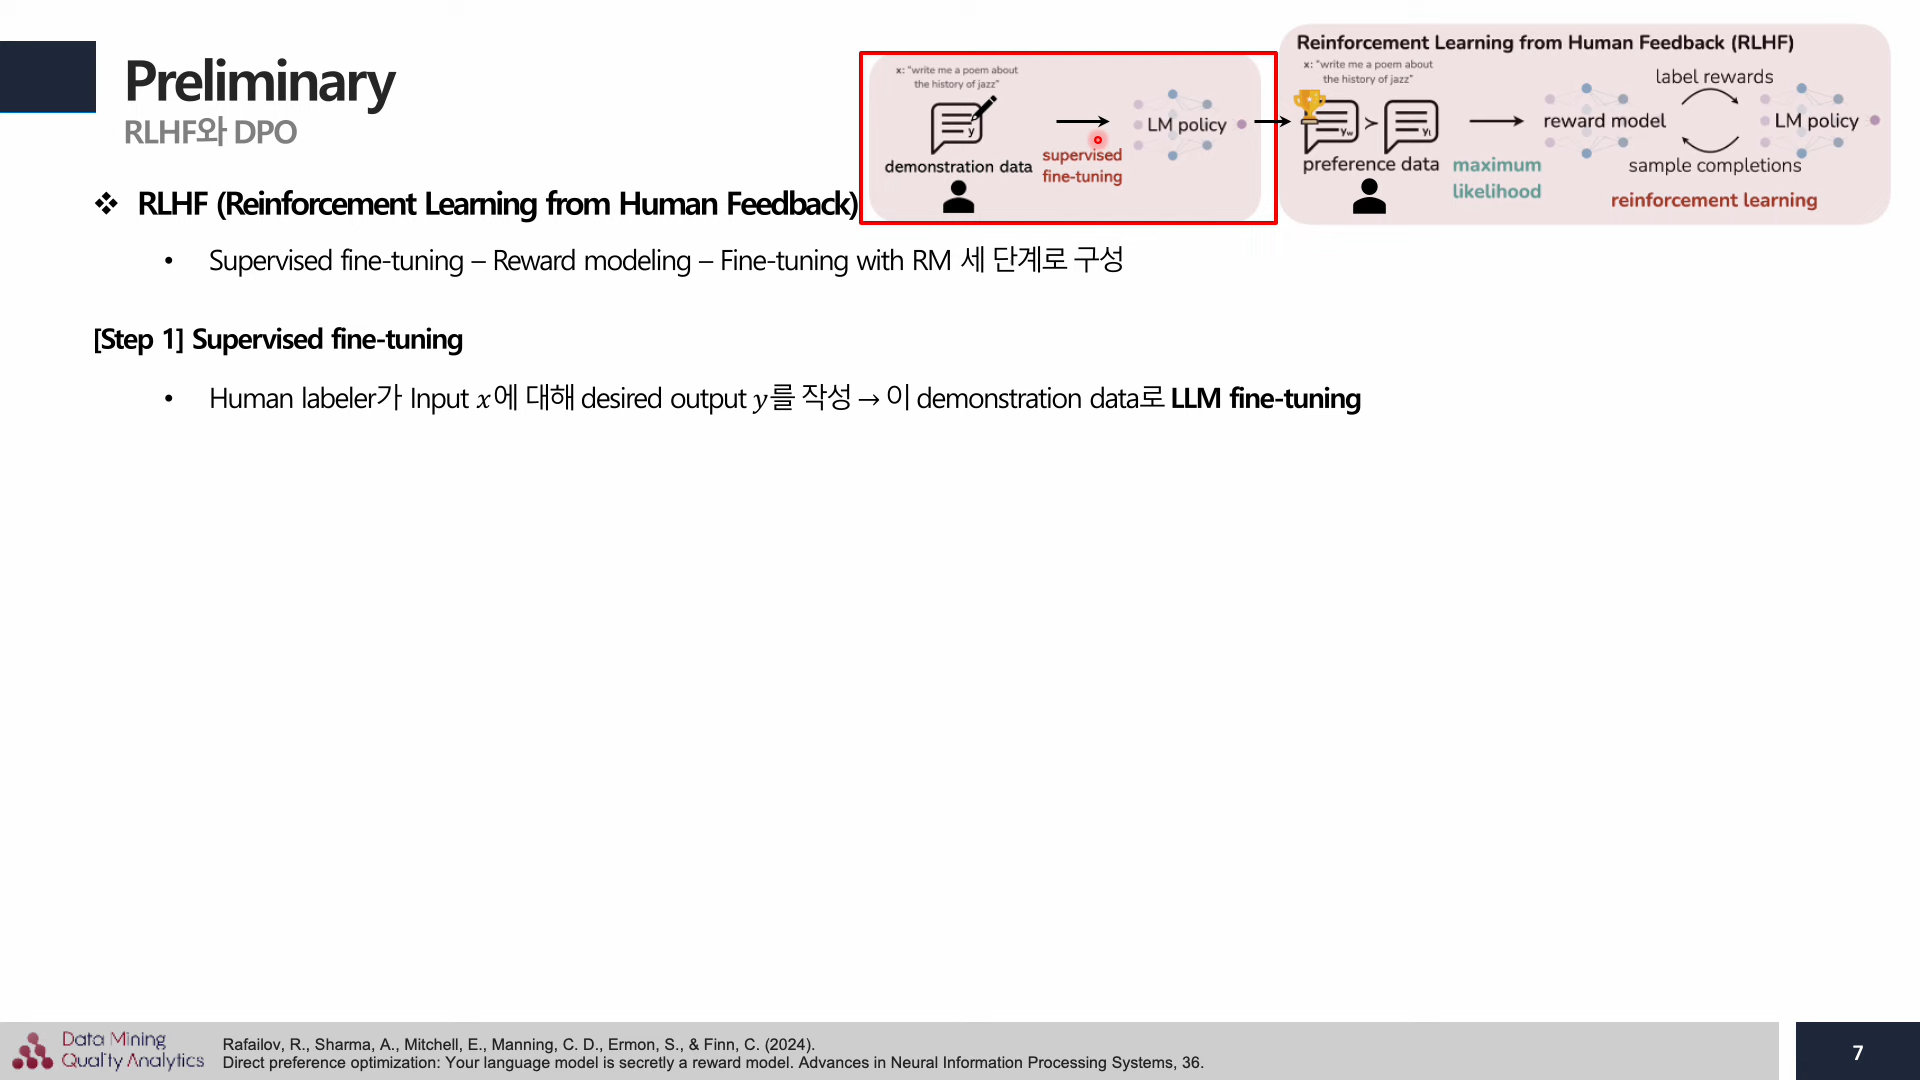 Preliminary
RLHF와 DPO
x: "write me a poem about
the history of jazz"
y
demonstration data
supervised
fine-tuning
LM policy
Reinforcement Learning from Human Feedback (RLHF)
x: "write me a poem about
the history of jazz"
yw > yl
preference data
maximum
likelihood
label rewards
reward model
LM policy
sample completions
reinforcement learning
❖ RLHF (Reinforcement Learning from Human Feedback)
• Supervised fine-tuning – Reward modeling – Fine-tuning with RM 세 단계로 구성
[Step 1] Supervised fine-tuning
• Human labeler가 Input x에 대해 desired output y를 작성 → 이 demonstration data로 LLM fine-tuning
Data Mining
Quality Analytics
Rafailov, R., Sharma, A., Mitchell, E., Manning, C. D., Ermon, S., & Finn, C. (2024).
Direct preference optimization: Your language model is secretly a reward model. Advances in Neural Information Processing Systems, 36.
7